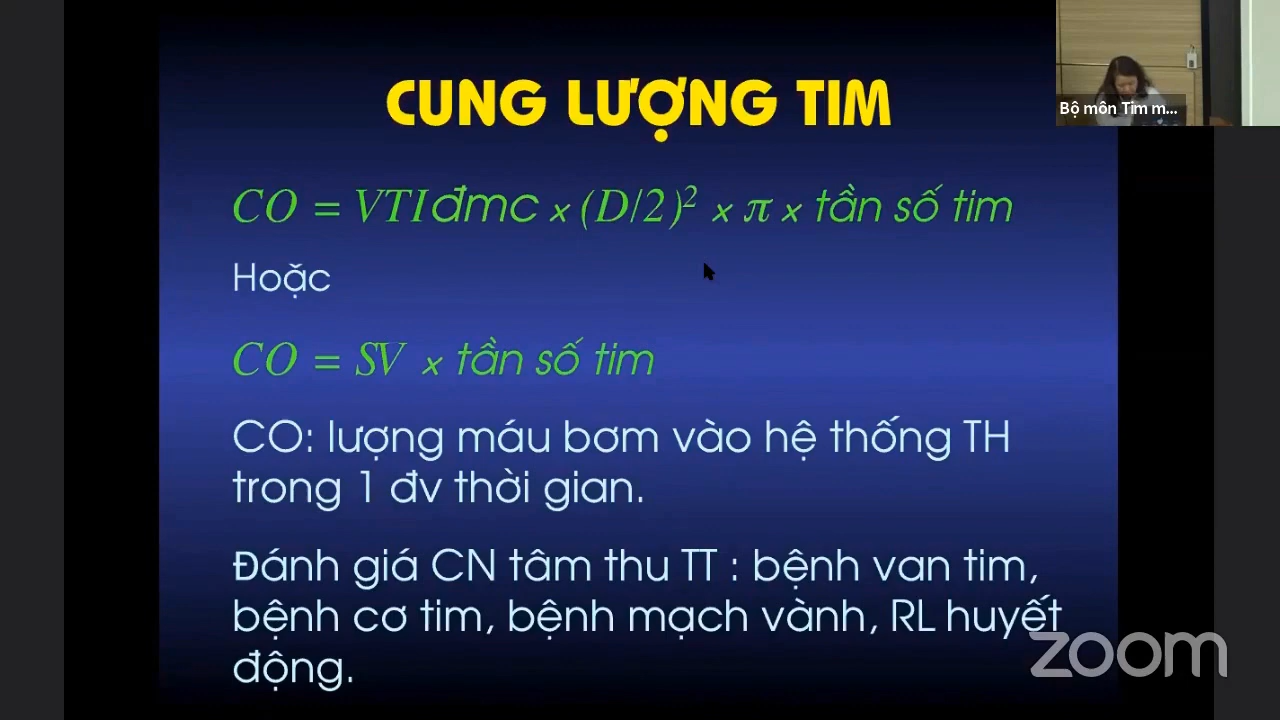 CUNG LƯỢNG TIM
Bộ môn Tim m...
CO = VTIđmc x (D/2)² x π x tần số tim
Hoặc
CO = SV x tần số tim
CO: lượng máu bơm vào hệ thống TH
trong 1 đv thời gian.
Đánh giá CN tâm thu TT : bệnh van tim,
bệnh cơ tim, bệnh mạch vành, RL huyết
động.
zoom